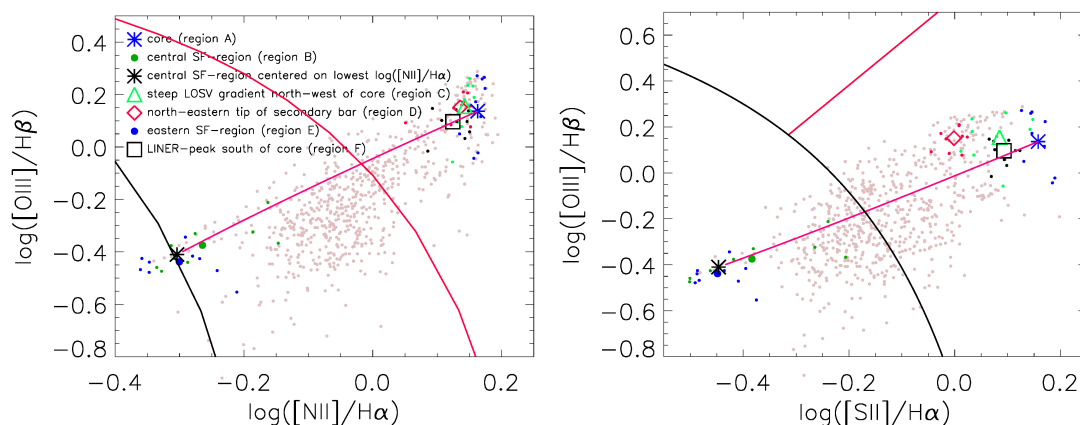 0.4
0.2
0.0
−0.2
−0.4
−0.6
−0.8
log([OIII]/Hβ)
core (region A)
central SF−region (region B)
central SF−region centered on lowest log([NII]/Hα)
steep LOSV gradient north−west of core (region C)
north−eastern tip of secondary bar (region D)
eastern SF−region (region E)
LINER−peak south of core (region F)
−0.4 −0.2 0.0 0.2
log([NII]/Hα)
0.6
0.4
0.2
0.0
−0.2
−0.4
−0.6
−0.8
log([OIII]/Hβ)
−0.4 −0.2 0.0 0.2
log([SII]/Hα)